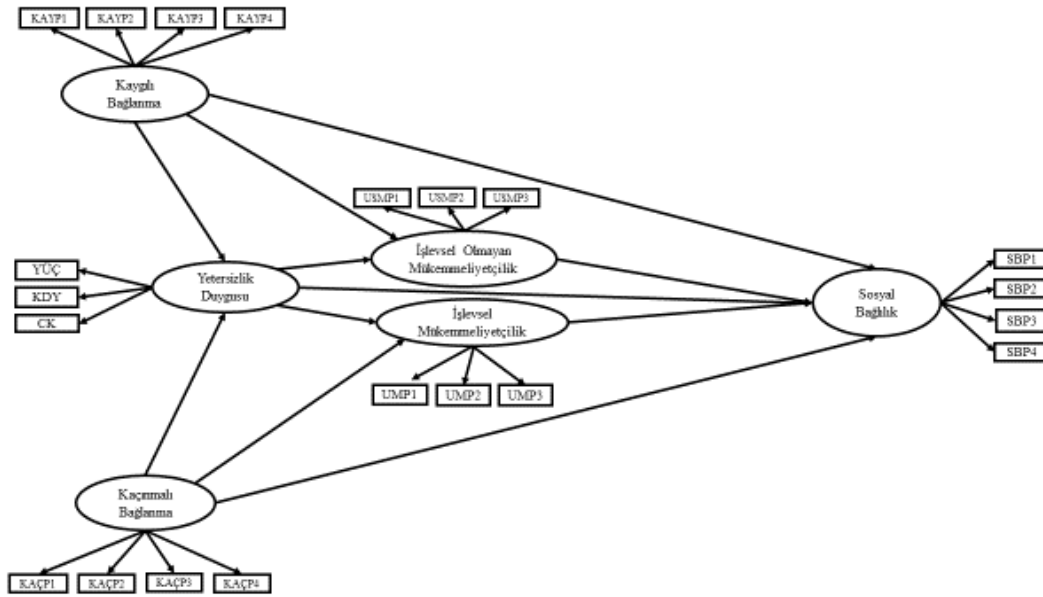 KAYP1 KAYP2 KAYP3 KAYP4
Kaygılı
Bağlanma
USMP1 USMP2 USMP3
İşlevsel Olmayan
Mükemmeliyetçilik
YÜÇ
KDY
CK
Yetersizlik
Duygusu
İşlevsel
Mükemmeliyetçilik
Sosyal
Bağlılık
SBP1
SBP2
SBP3
SBP4
UMP1 UMP2 UMP3
Kaçınmalı
Bağlanma
KAÇP1 KAÇP2 KAÇP3 KAÇP4